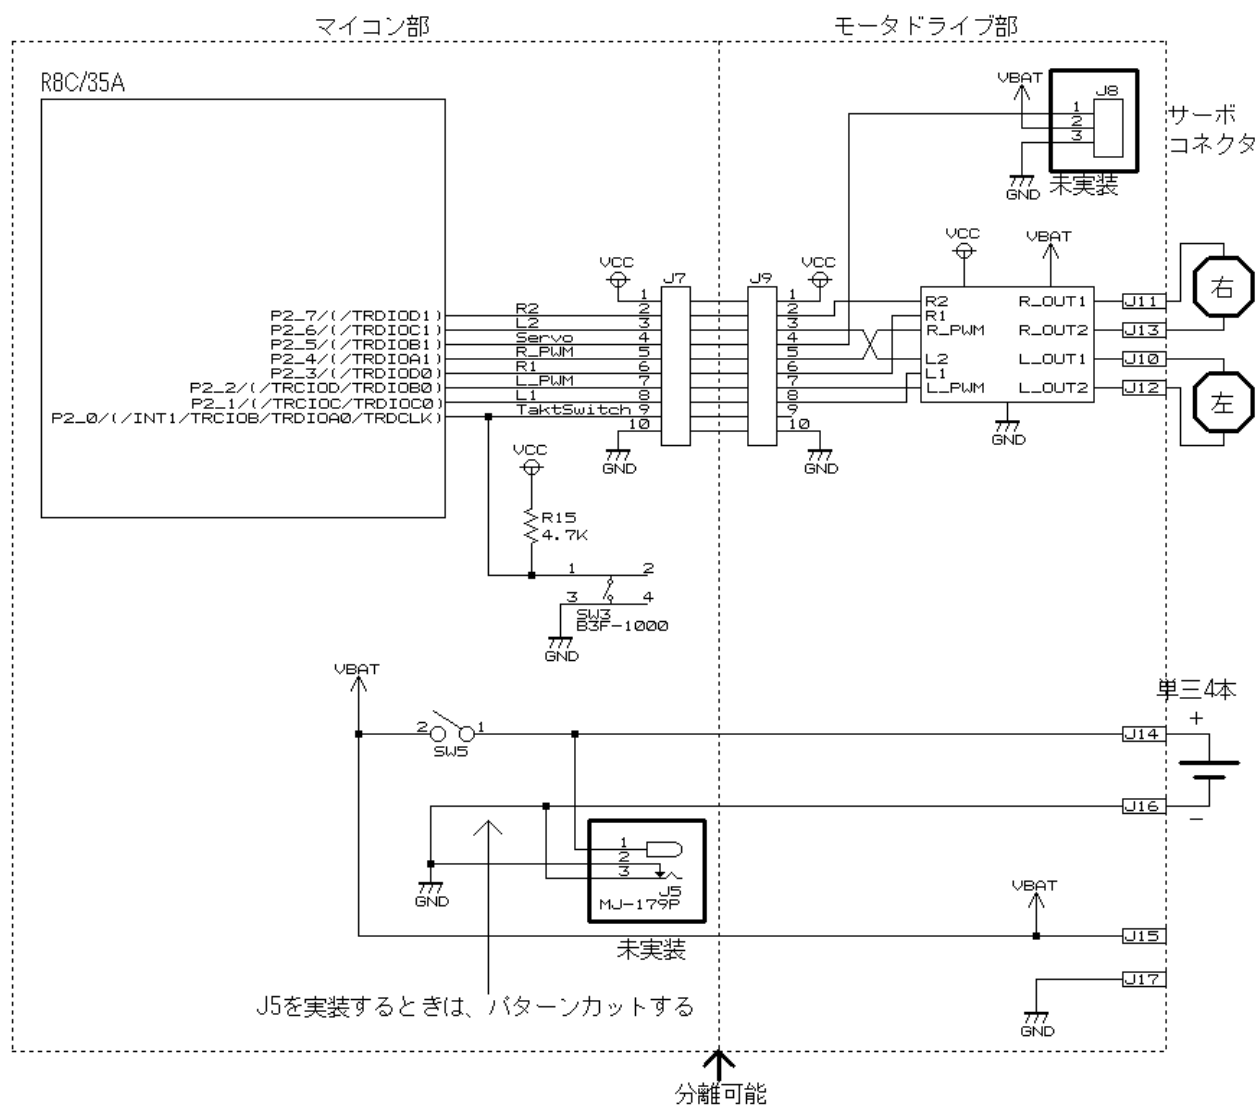 マイコン部
モータドライブ部
R8C/35A
VBAT
J8
1
2
3
サーボ
コネクタ
GND
未実装
VCC
VBAT
VCC
J7
J9
VCC
P2_7/(/TRDIOD1)
R2
1
2
1
2
R2
R_OUT1
J11
右
P2_6/(/TRDIOC1)
L2
3
3
R1
P2_5/(/TRDIOB1)
Servo
4
4
R_PWM
R_OUT2
J13
P2_4/(/TRDIOA1)
R_PWM
5
5
L2
L_OUT1
J10
P2_3/(/TRDIOD0)
R1
6
6
L1
P2_2/(/TRCIOD/TRDIOB0)
L_PWM
7
7
L_PWM
L_OUT2
J12
左
P2_1/(/TRCIOC/TRDIOC0)
L1
8
8
P2_0/(/INT1/TRCIOB/TRDIOA0/TRDCLK)
TaktSwitch
9
9
10
10
GND
GND
GND
VCC
R15
4.7K
1
2
3
4
SW3
B3F-1000
GND
VBAT
単三4本
2
1
SW5
J14
+
J16
-
1
2
3
J5
MJ-179P
GND
未実装
VBAT
J15
J17
GND
J5を実装するときは、パターンカットする
分離可能